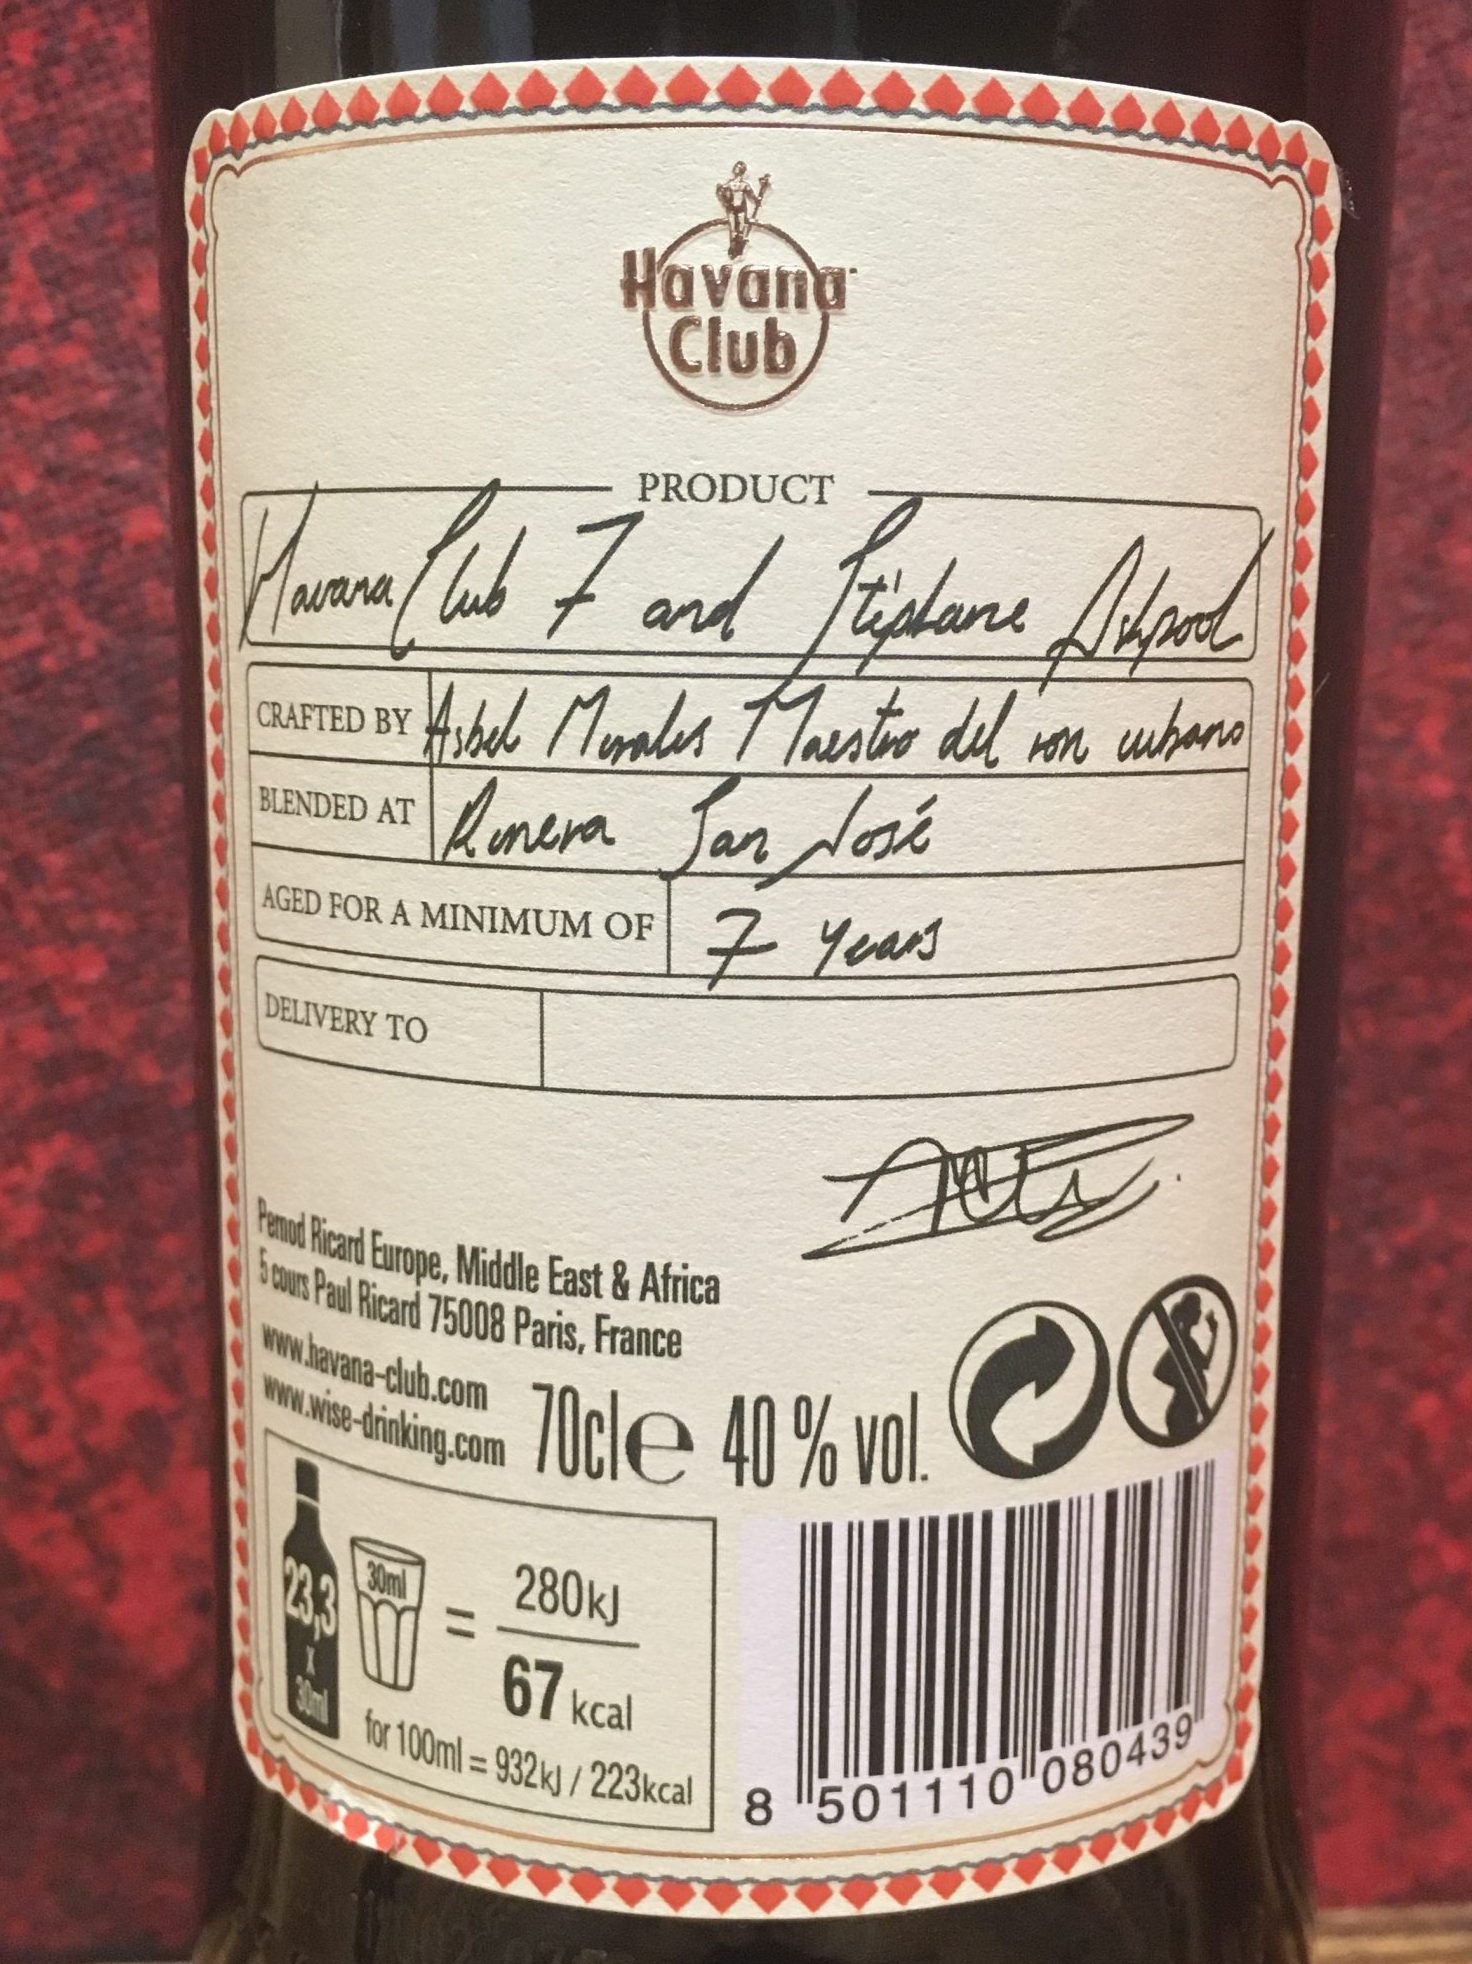 Havana
Club
PRODUCT
Havana Club 7 and Stéphane Ashpool
CRAFTED BY Asbel Morales Maestro del ron cubano
BLENDED AT Ronera San José
AGED FOR A MINIMUM OF 7 years
DELIVERY TO
Pernod Ricard Europe, Middle East & Africa
5 cours Paul Ricard 75008 Paris, France
www.havana-club.com
www.wise-drinking.com
70cl e 40 % vol.
23,3
x
30ml
30ml
=
280kJ
67 kcal
for 100ml = 932kJ / 223kcal
8 501110 080439